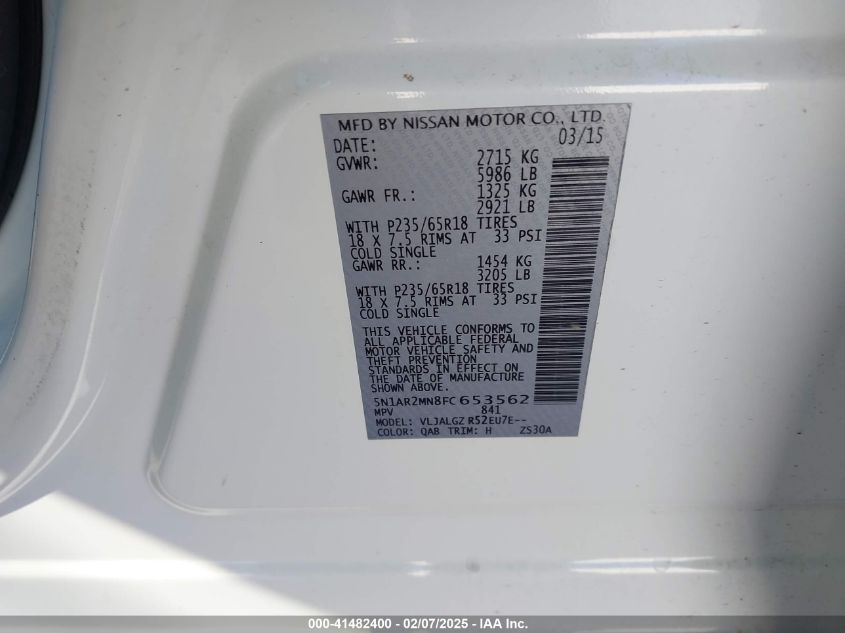 MFD BY NISSAN MOTOR CO., LTD.
DATE: 03/15
GVWR: 2715 KG
5986 LB
GAWR FR.: 1325 KG
2921 LB
WITH P235/65R18 TIRES
18 X 7.5 RIMS AT 33 PSI
COLD SINGLE
GAWR RR.: 1454 KG
3205 LB
WITH P235/65R18 TIRES
18 X 7.5 RIMS AT 33 PSI
COLD SINGLE
THIS VEHICLE CONFORMS TO
ALL APPLICABLE FEDERAL
MOTOR VEHICLE SAFETY AND
THEFT PREVENTION
STANDARDS IN EFFECT ON
THE DATE OF MANUFACTURE
SHOWN ABOVE.
5N1AR2MN8FC653562
MPV 841
MODEL: VLJALGZ R52EU7E--
COLOR: QAB TRIM: H ZS30A
000-41482400 - 02/07/2025 - IAAI.com